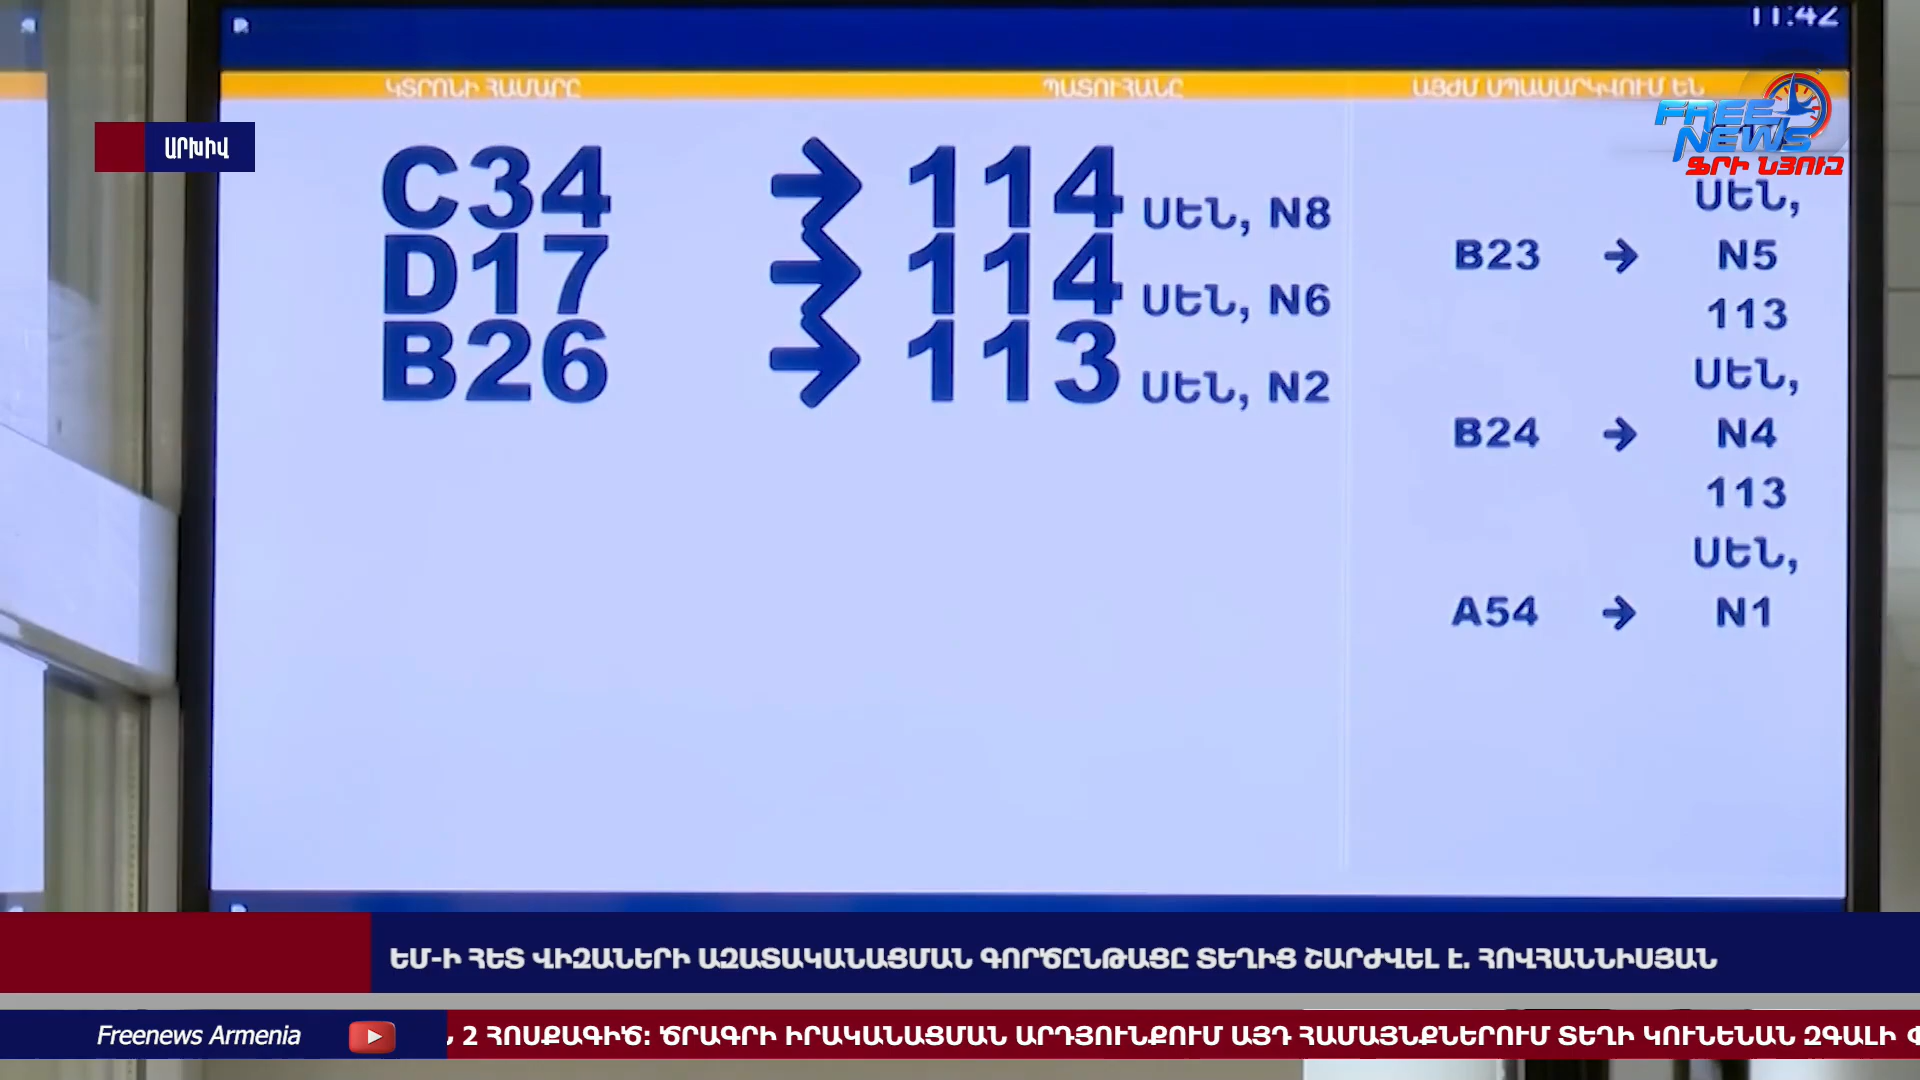 11:42
ԿՏՐՈՆԻ ՀԱՄԱՐԸ ՊԱՏՈՒՀԱՆԸ ԱՅԺՄ ՍՊԱՍԱՐԿՎՈՒՄ ԵՆ
FREE
NEWS
ՖՐԻ ՆՅՈՒԶ
ԱՐԽԻՎ
C34 → 114 ՍԵՆ, N8
D17 → 114 ՍԵՆ, N6
B26 → 113 ՍԵՆ, N2
ՍԵՆ,
B23 → N5
113
ՍԵՆ,
B24 → N4
113
ՍԵՆ,
A54 → N1
ԵՄ-Ի ՀԵՏ ՎԻԶԱՆԵՐԻ ԱԶԱՏԱԿԱՆԱՑՄԱՆ ԳՈՐԾԸՆԹԱՑԸ ՏԵՂԻՑ ՇԱՐԺՎԵԼ Է. ՀՈՎՀԱՆՆԻՍՅԱՆ
Freenews Armenia
2 ՀՈՍՔԱԳԻԾ: ԾՐԱԳՐԻ ԻՐԱԿԱՆԱՑՄԱՆ ԱՐԴՅՈՒՆՔՈՒՄ ԱՅԴ ՀԱՄԱՅՆՔՆԵՐՈՒՄ ՏԵՂԻ ԿՈՒՆԵՆԱՆ ԶԳԱԼԻ